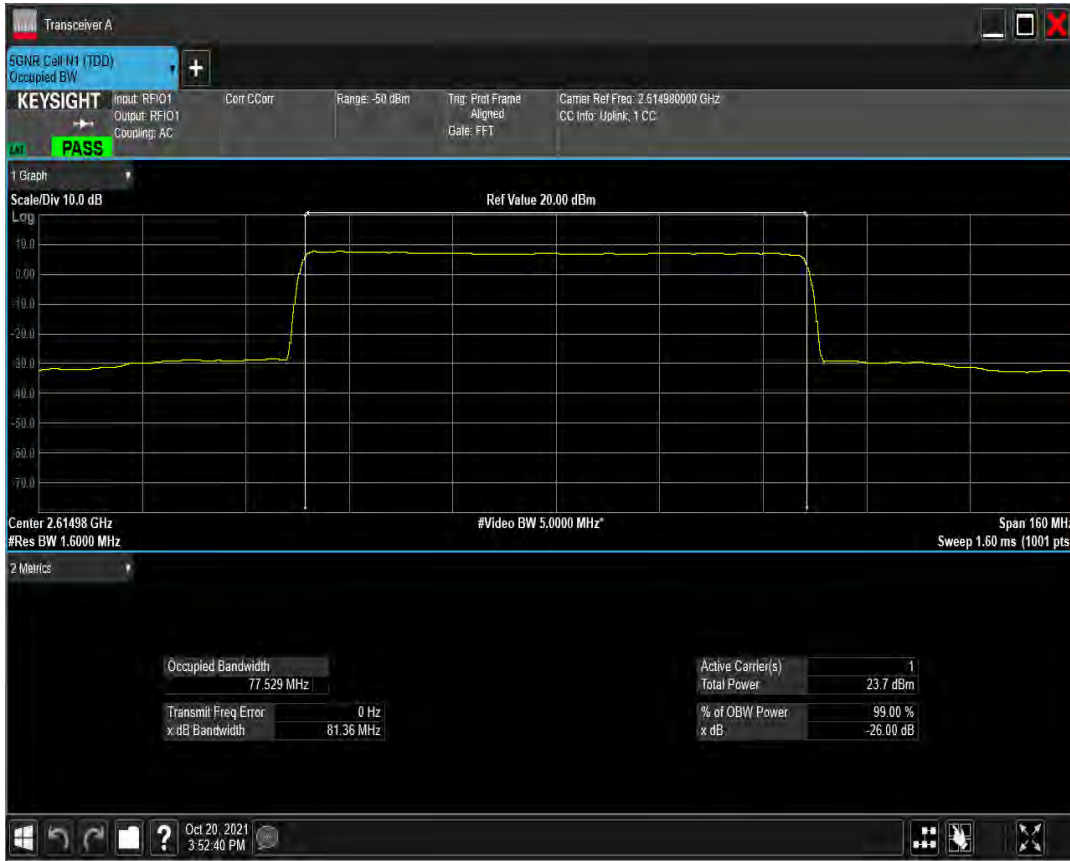 Transceiver A
5GNR Cell N1 (TDD)
Occupied BW
KEYSIGHT
Input: RFIO1
Output: RFIO1
Coupling: AC
Corr CCorr
Range: -50 dBm
Trig: Prot Frame
Aligned
Gate: FFT
Carrier Ref Freq: 2.614980000 GHz
CC Info: Uplink, 1 CC
PASS
1 Graph
Scale/Div 10.0 dB
Ref Value 20.00 dBm
Log
10.0
0.00
-10.0
-20.0
-30.0
-40.0
-50.0
-60.0
-70.0
Center 2.61498 GHz
#Video BW 5.0000 MHz*
Span 160 MHz
#Res BW 1.6000 MHz
Sweep 1.60 ms (1001 pts
2 Metrics
Occupied Bandwidth
77.529 MHz
Transmit Freq Error 0 Hz
x dB Bandwidth 81.36 MHz
Active Carrier(s) 1
Total Power 23.7 dBm
% of OBW Power 99.00 %
x dB -26.00 dB
?
Oct 20, 2021
3:52:40 PM